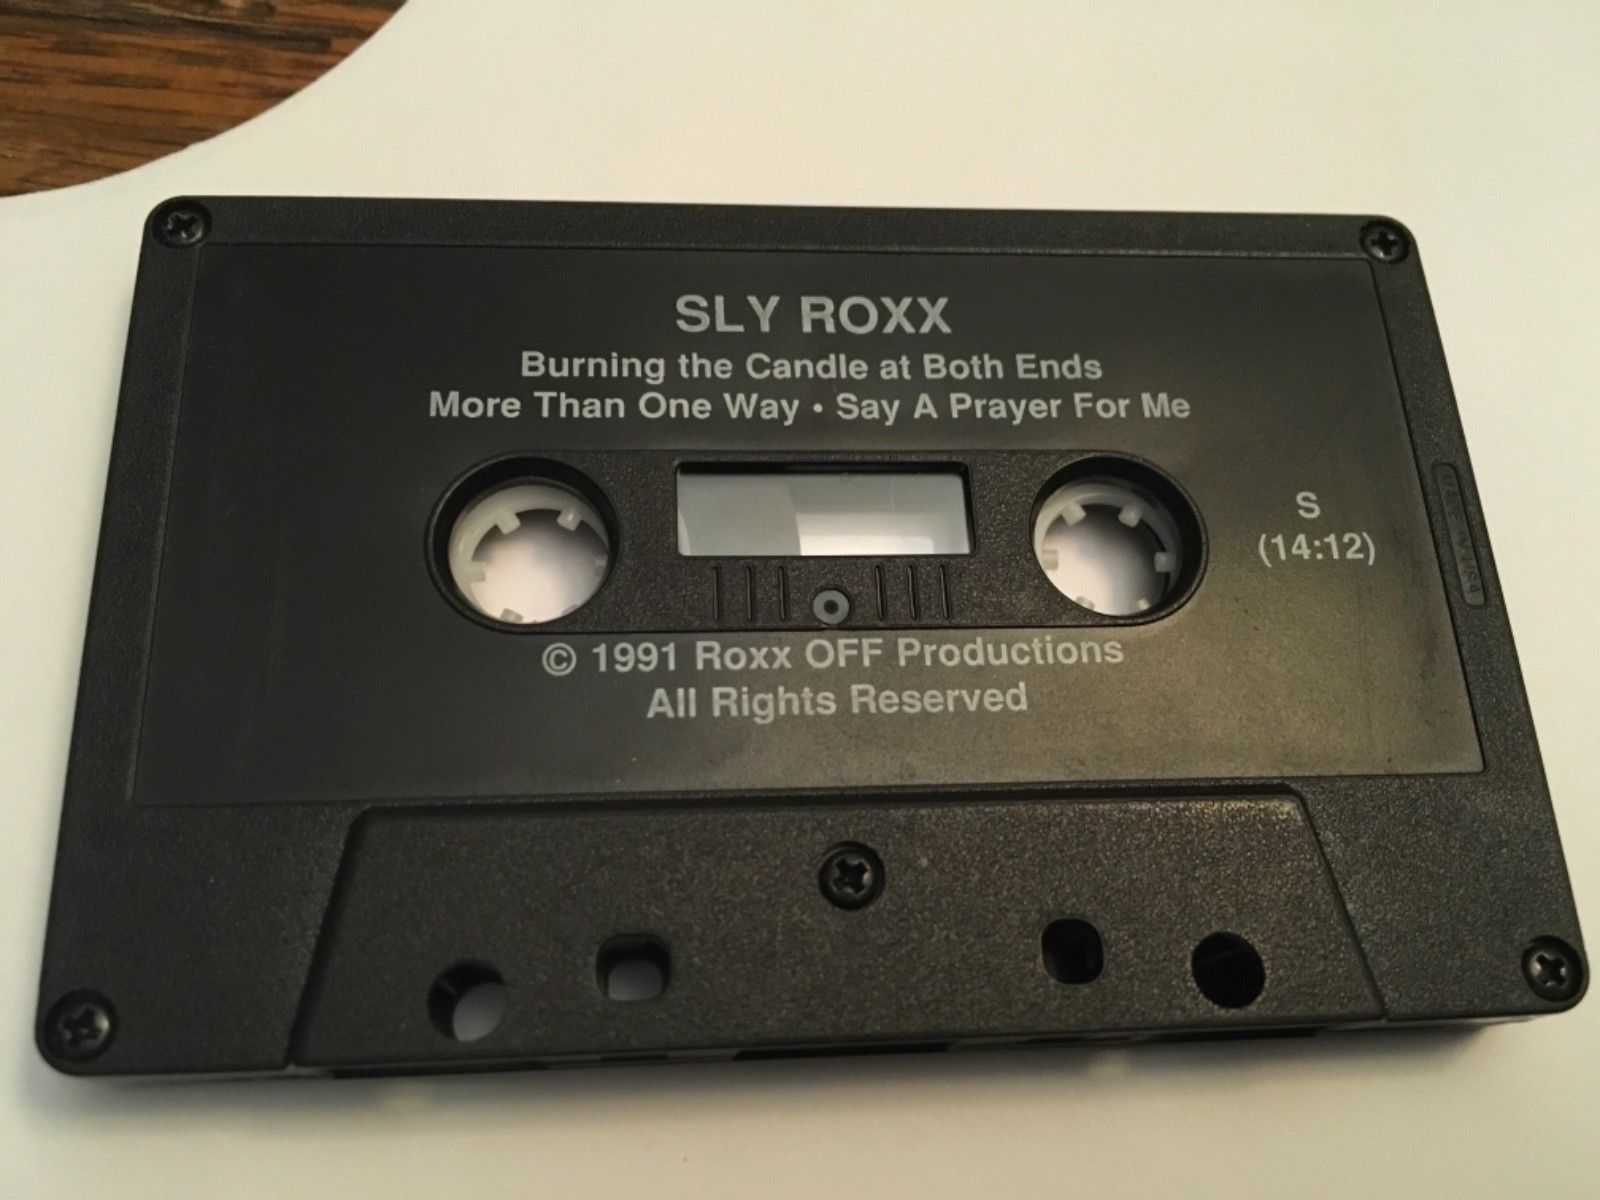 SLY ROXX
Burning the Candle at Both Ends
More Than One Way • Say A Prayer For Me
S
(14:12)
© 1991 Roxx OFF Productions
All Rights Reserved